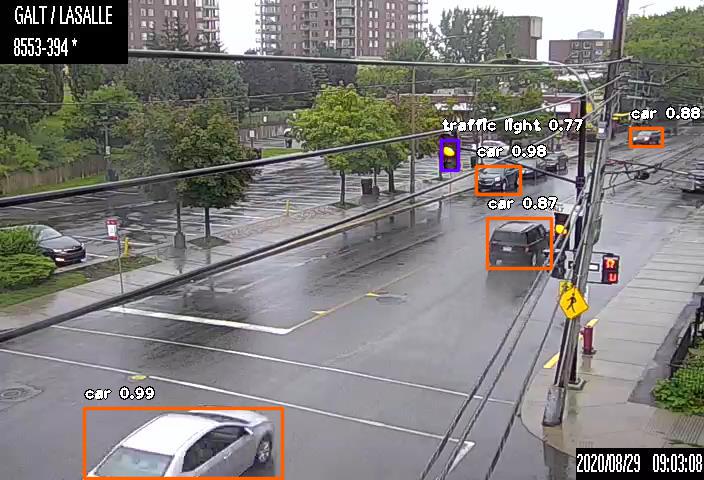 GALT / LASALLE
8553-394 *
car 0.88
traffic light 0.77
car 0.98
car 0.87
car 0.99
2020/08/29 09:03:08